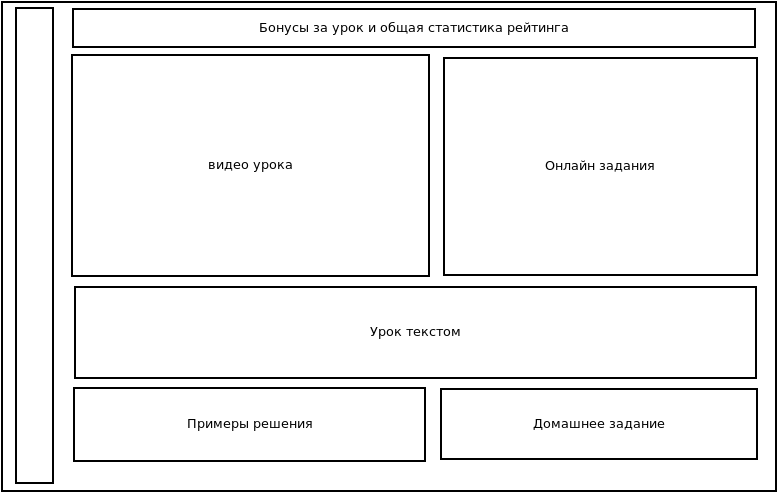 Бонусы за урок и общая статистика рейтинга
видео урока
Онлайн задания
Урок текстом
Примеры решения
Домашнее задание